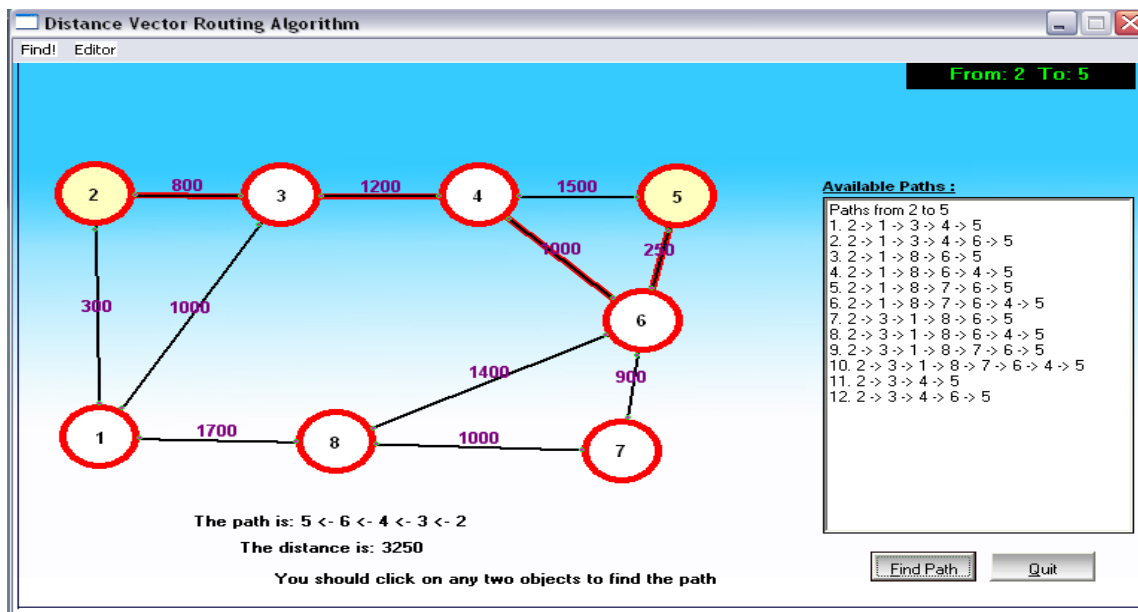 Distance Vector Routing Algorithm
Find! Editor
From: 2 To: 5
2
800
3
1200
4
1500
5
300
1000
1000
250
6
1400
900
1
1700
8
1000
7
Available Paths :
Paths from 2 to 5
1. 2 -> 1 -> 3 -> 4 -> 5
2. 2 -> 1 -> 3 -> 4 -> 6 -> 5
3. 2 -> 1 -> 8 -> 6 -> 5
4. 2 -> 1 -> 8 -> 6 -> 4 -> 5
5. 2 -> 1 -> 8 -> 7 -> 6 -> 5
6. 2 -> 1 -> 8 -> 7 -> 6 -> 4 -> 5
7. 2 -> 3 -> 1 -> 8 -> 6 -> 5
8. 2 -> 3 -> 1 -> 8 -> 6 -> 4 -> 5
9. 2 -> 3 -> 1 -> 8 -> 7 -> 6 -> 5
10. 2 -> 3 -> 1 -> 8 -> 7 -> 6 -> 4 -> 5
11. 2 -> 3 -> 4 -> 5
12. 2 -> 3 -> 4 -> 6 -> 5
The path is: 5 <- 6 <- 4 <- 3 <- 2
The distance is: 3250
You should click on any two objects to find the path
Find Path
Quit